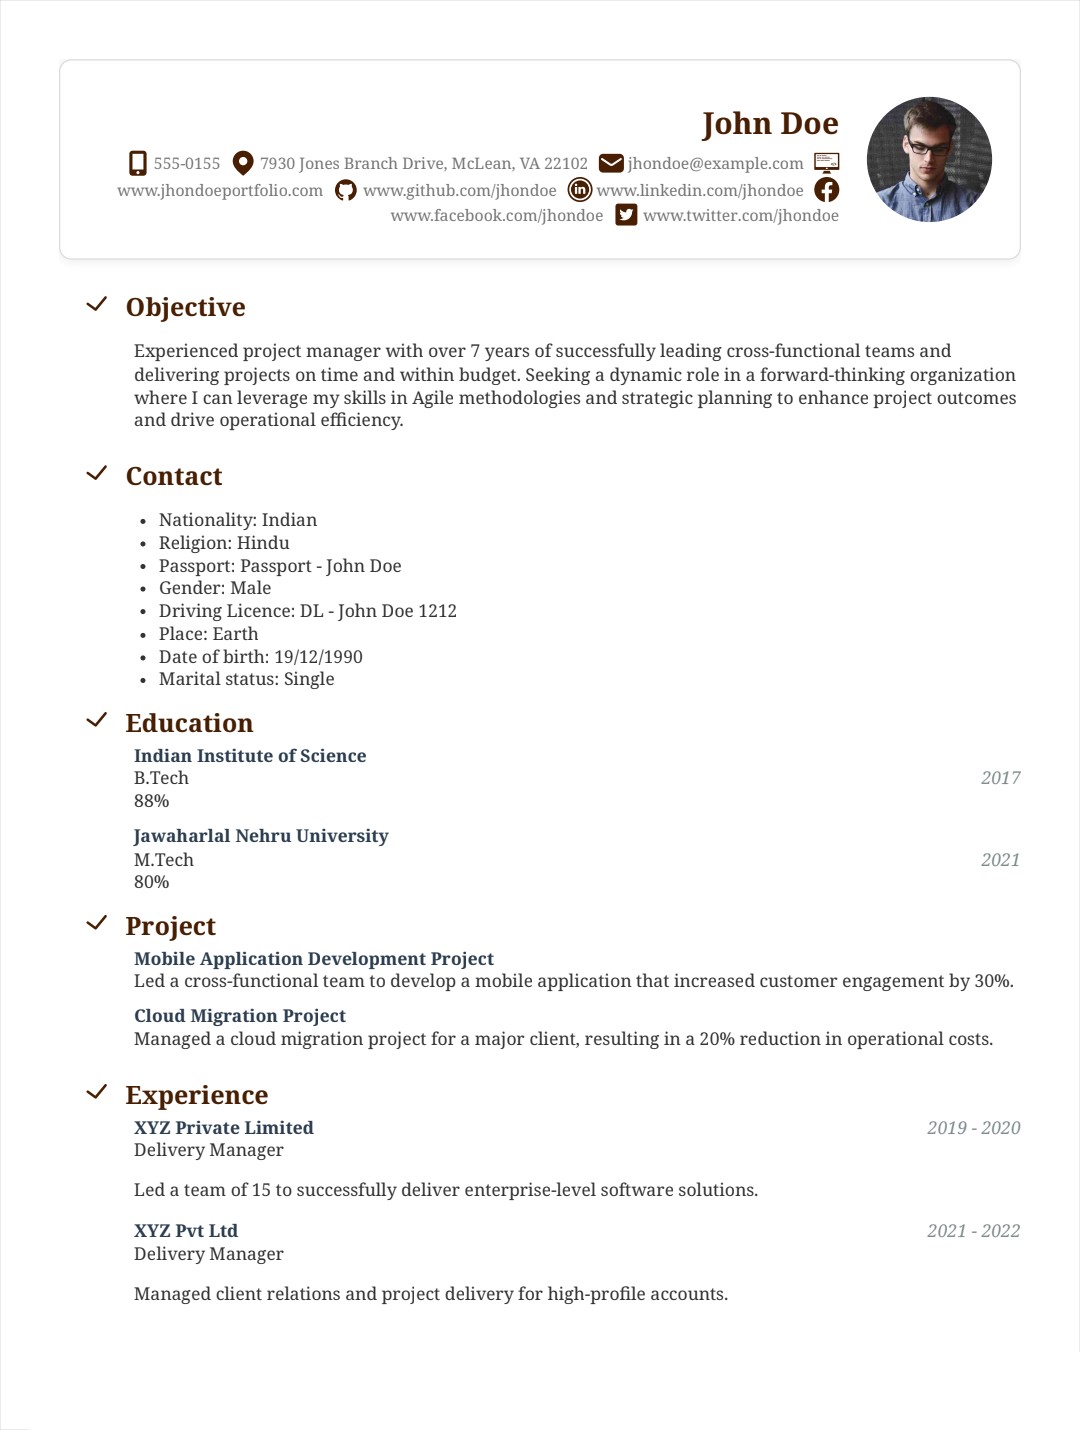 John Doe
555-0155 7930 Jones Branch Drive, McLean, VA 22102 jhondoe@example.com
www.jhondoeportfolio.com www.github.com/jhondoe www.linkedin.com/jhondoe
www.facebook.com/jhondoe www.twitter.com/jhondoe
Objective
Experienced project manager with over 7 years of successfully leading cross-functional teams and
delivering projects on time and within budget. Seeking a dynamic role in a forward-thinking organization
where I can leverage my skills in Agile methodologies and strategic planning to enhance project outcomes
and drive operational efficiency.
Contact
• Nationality: Indian
• Religion: Hindu
• Passport: Passport - John Doe
• Gender: Male
• Driving Licence: DL - John Doe 1212
• Place: Earth
• Date of birth: 19/12/1990
• Marital status: Single
Education
Indian Institute of Science
B.Tech 2017
88%
Jawaharlal Nehru University
M.Tech 2021
80%
Project
Mobile Application Development Project
Led a cross-functional team to develop a mobile application that increased customer engagement by 30%.
Cloud Migration Project
Managed a cloud migration project for a major client, resulting in a 20% reduction in operational costs.
Experience
XYZ Private Limited 2019 - 2020
Delivery Manager
Led a team of 15 to successfully deliver enterprise-level software solutions.
XYZ Pvt Ltd 2021 - 2022
Delivery Manager
Managed client relations and project delivery for high-profile accounts.